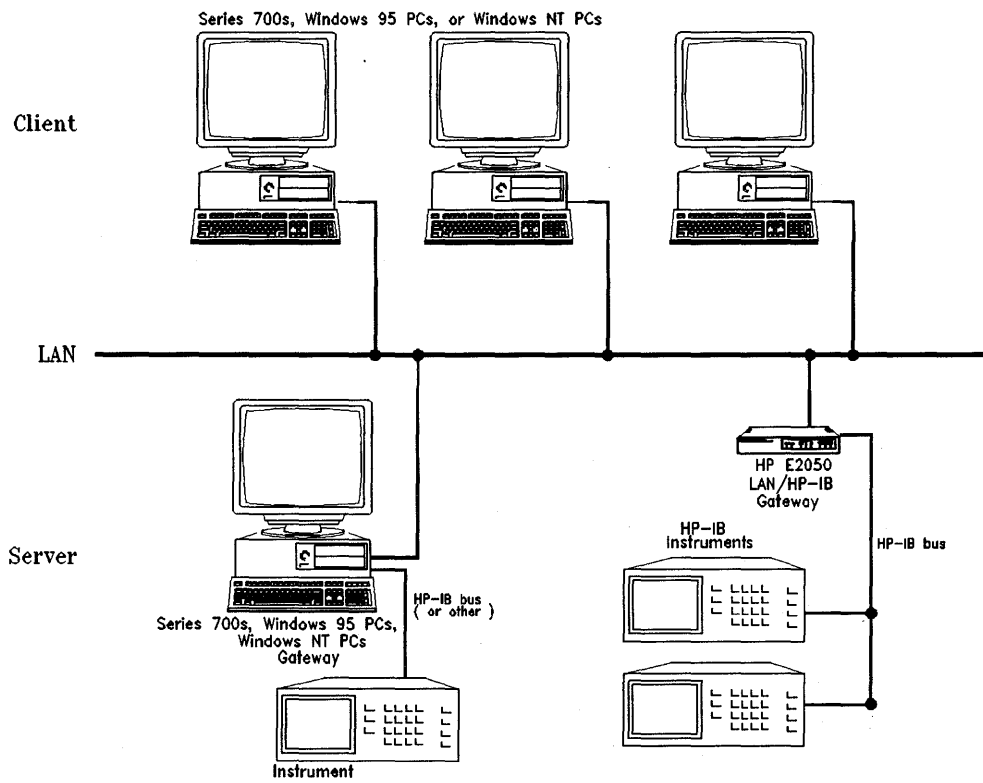 Series 700s, Windows 95 PCs, or Windows NT PCs
Client
LAN
HP E2050
LAN/HP-IB
Gateway
Server
HP-IB
Instruments
HP-IB bus
HP-IB bus
( or other )
Series 700s, Windows 95 PCs,
Windows NT PCs
Gateway
Instrument